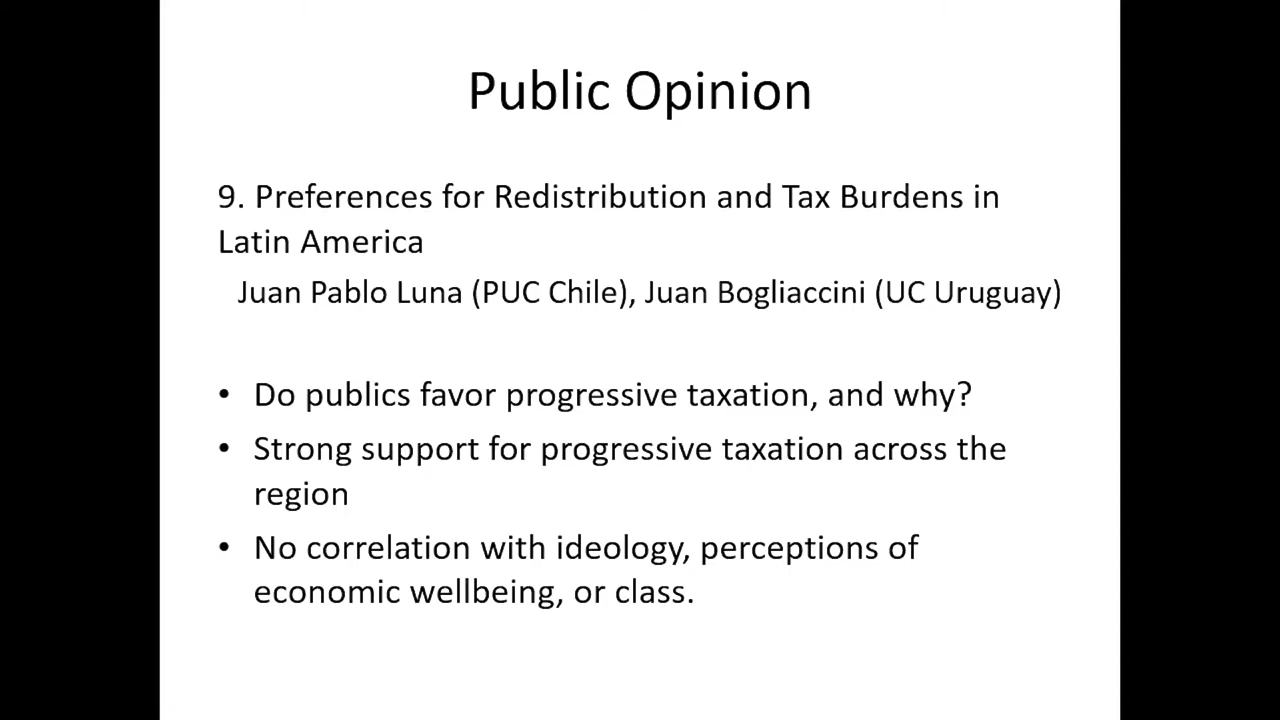 Public Opinion
9. Preferences for Redistribution and Tax Burdens in
Latin America
Juan Pablo Luna (PUC Chile), Juan Bogliaccini (UC Uruguay)
• Do publics favor progressive taxation, and why?
• Strong support for progressive taxation across the
region
• No correlation with ideology, perceptions of
economic wellbeing, or class.